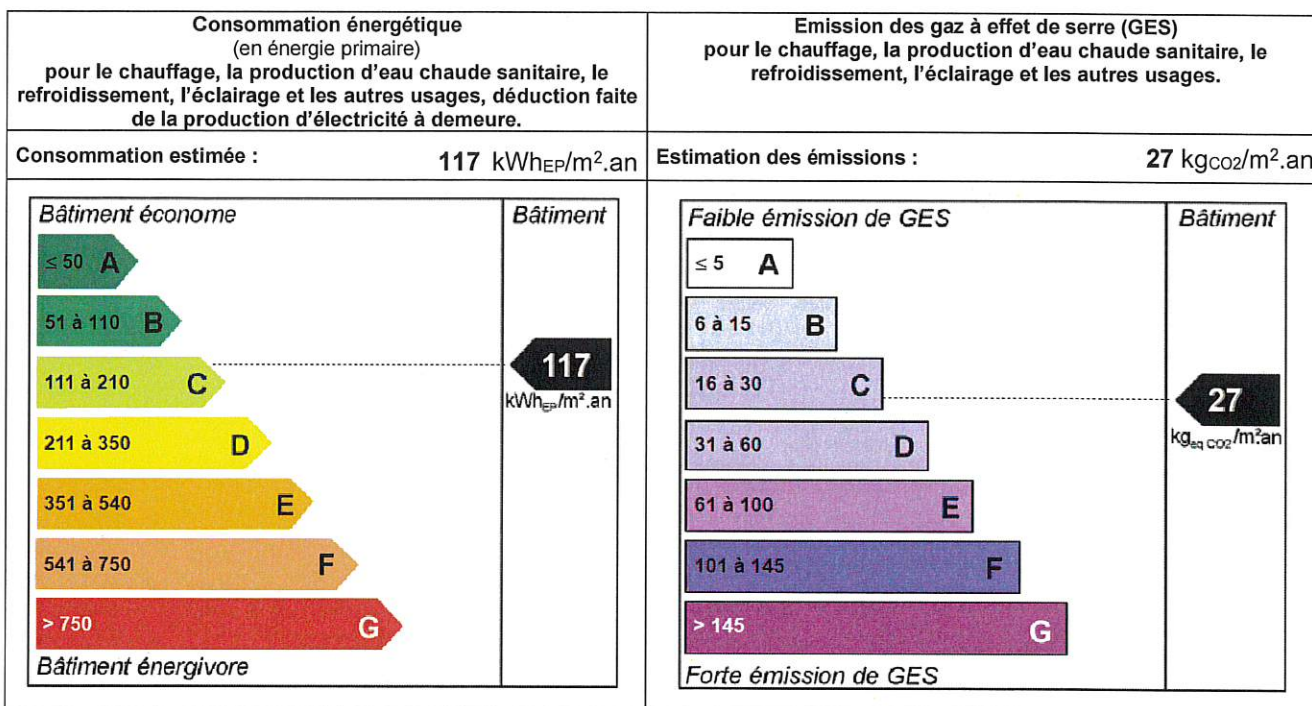 Consommation énergétique
(en énergie primaire)
pour le chauffage, la production d'eau chaude sanitaire, le
refroidissement, l'éclairage et les autres usages, déduction faite
de la production d'électricité à demeure.
Consommation estimée : 117 kWhEP/m².an
Bâtiment économe
Bâtiment
≤ 50 A
51 à 110 B
111 à 210 C
117
kWhEP/m².an
211 à 350 D
351 à 540 E
541 à 750 F
> 750 G
Bâtiment énergivore
Emission des gaz à effet de serre (GES)
pour le chauffage, la production d'eau chaude sanitaire, le
refroidissement, l'éclairage et les autres usages.
Estimation des émissions : 27 kgCO2/m².an
Faible émission de GES
Bâtiment
≤ 5 A
6 à 15 B
16 à 30 C
27
kgeq CO2/m²an
31 à 60 D
61 à 100 E
101 à 145 F
> 145 G
Forte émission de GES